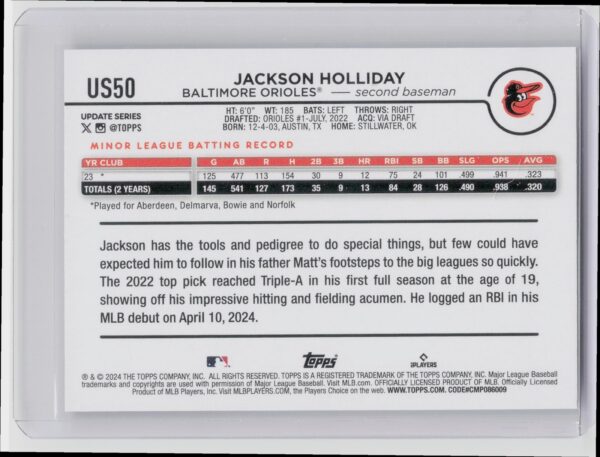 US50
JACKSON HOLLIDAY
BALTIMORE ORIOLES® — second baseman
UPDATE SERIES
@TOPPS
HT: 6'0" WT: 185 BATS: LEFT THROWS: RIGHT
DRAFTED: ORIOLES #1-JULY, 2022 ACQ: VIA DRAFT
BORN: 12-4-03, AUSTIN, TX HOME: STILLWATER, OK
MINOR LEAGUE BATTING RECORD
YR CLUB G AB R H 2B 3B HR RBI SB BB SLG OPS AVG
23 * 125 477 113 154 30 9 12 75 24 101 .499 .941 .323
TOTALS (2 YEARS) 145 541 127 173 35 9 13 84 28 126 .490 .938 .320
*Played for Aberdeen, Delmarva, Bowie and Norfolk
Jackson has the tools and pedigree to do special things, but few could have
expected him to follow in his father Matt's footsteps to the big leagues so quickly.
The 2022 top pick reached Triple-A in his first full season at the age of 19,
showing off his impressive hitting and fielding acumen. He logged an RBI in his
MLB debut on April 10, 2024.
Topps
PLAYERS
® & © 2024 THE TOPPS COMPANY, INC. ALL RIGHTS RESERVED. TOPPS IS A REGISTERED TRADEMARK OF THE TOPPS COMPANY, INC. Major League Baseball
trademarks and copyrights are used with permission of Major League Baseball. Visit MLB.com. OFFICIALLY LICENSED PRODUCT OF MLB. Officially Licensed
Product of MLB Players, Inc. Visit MLBPLAYERS.COM, the Players Choice on the web. WWW.TOPPS.COM. CODE#CMP086009